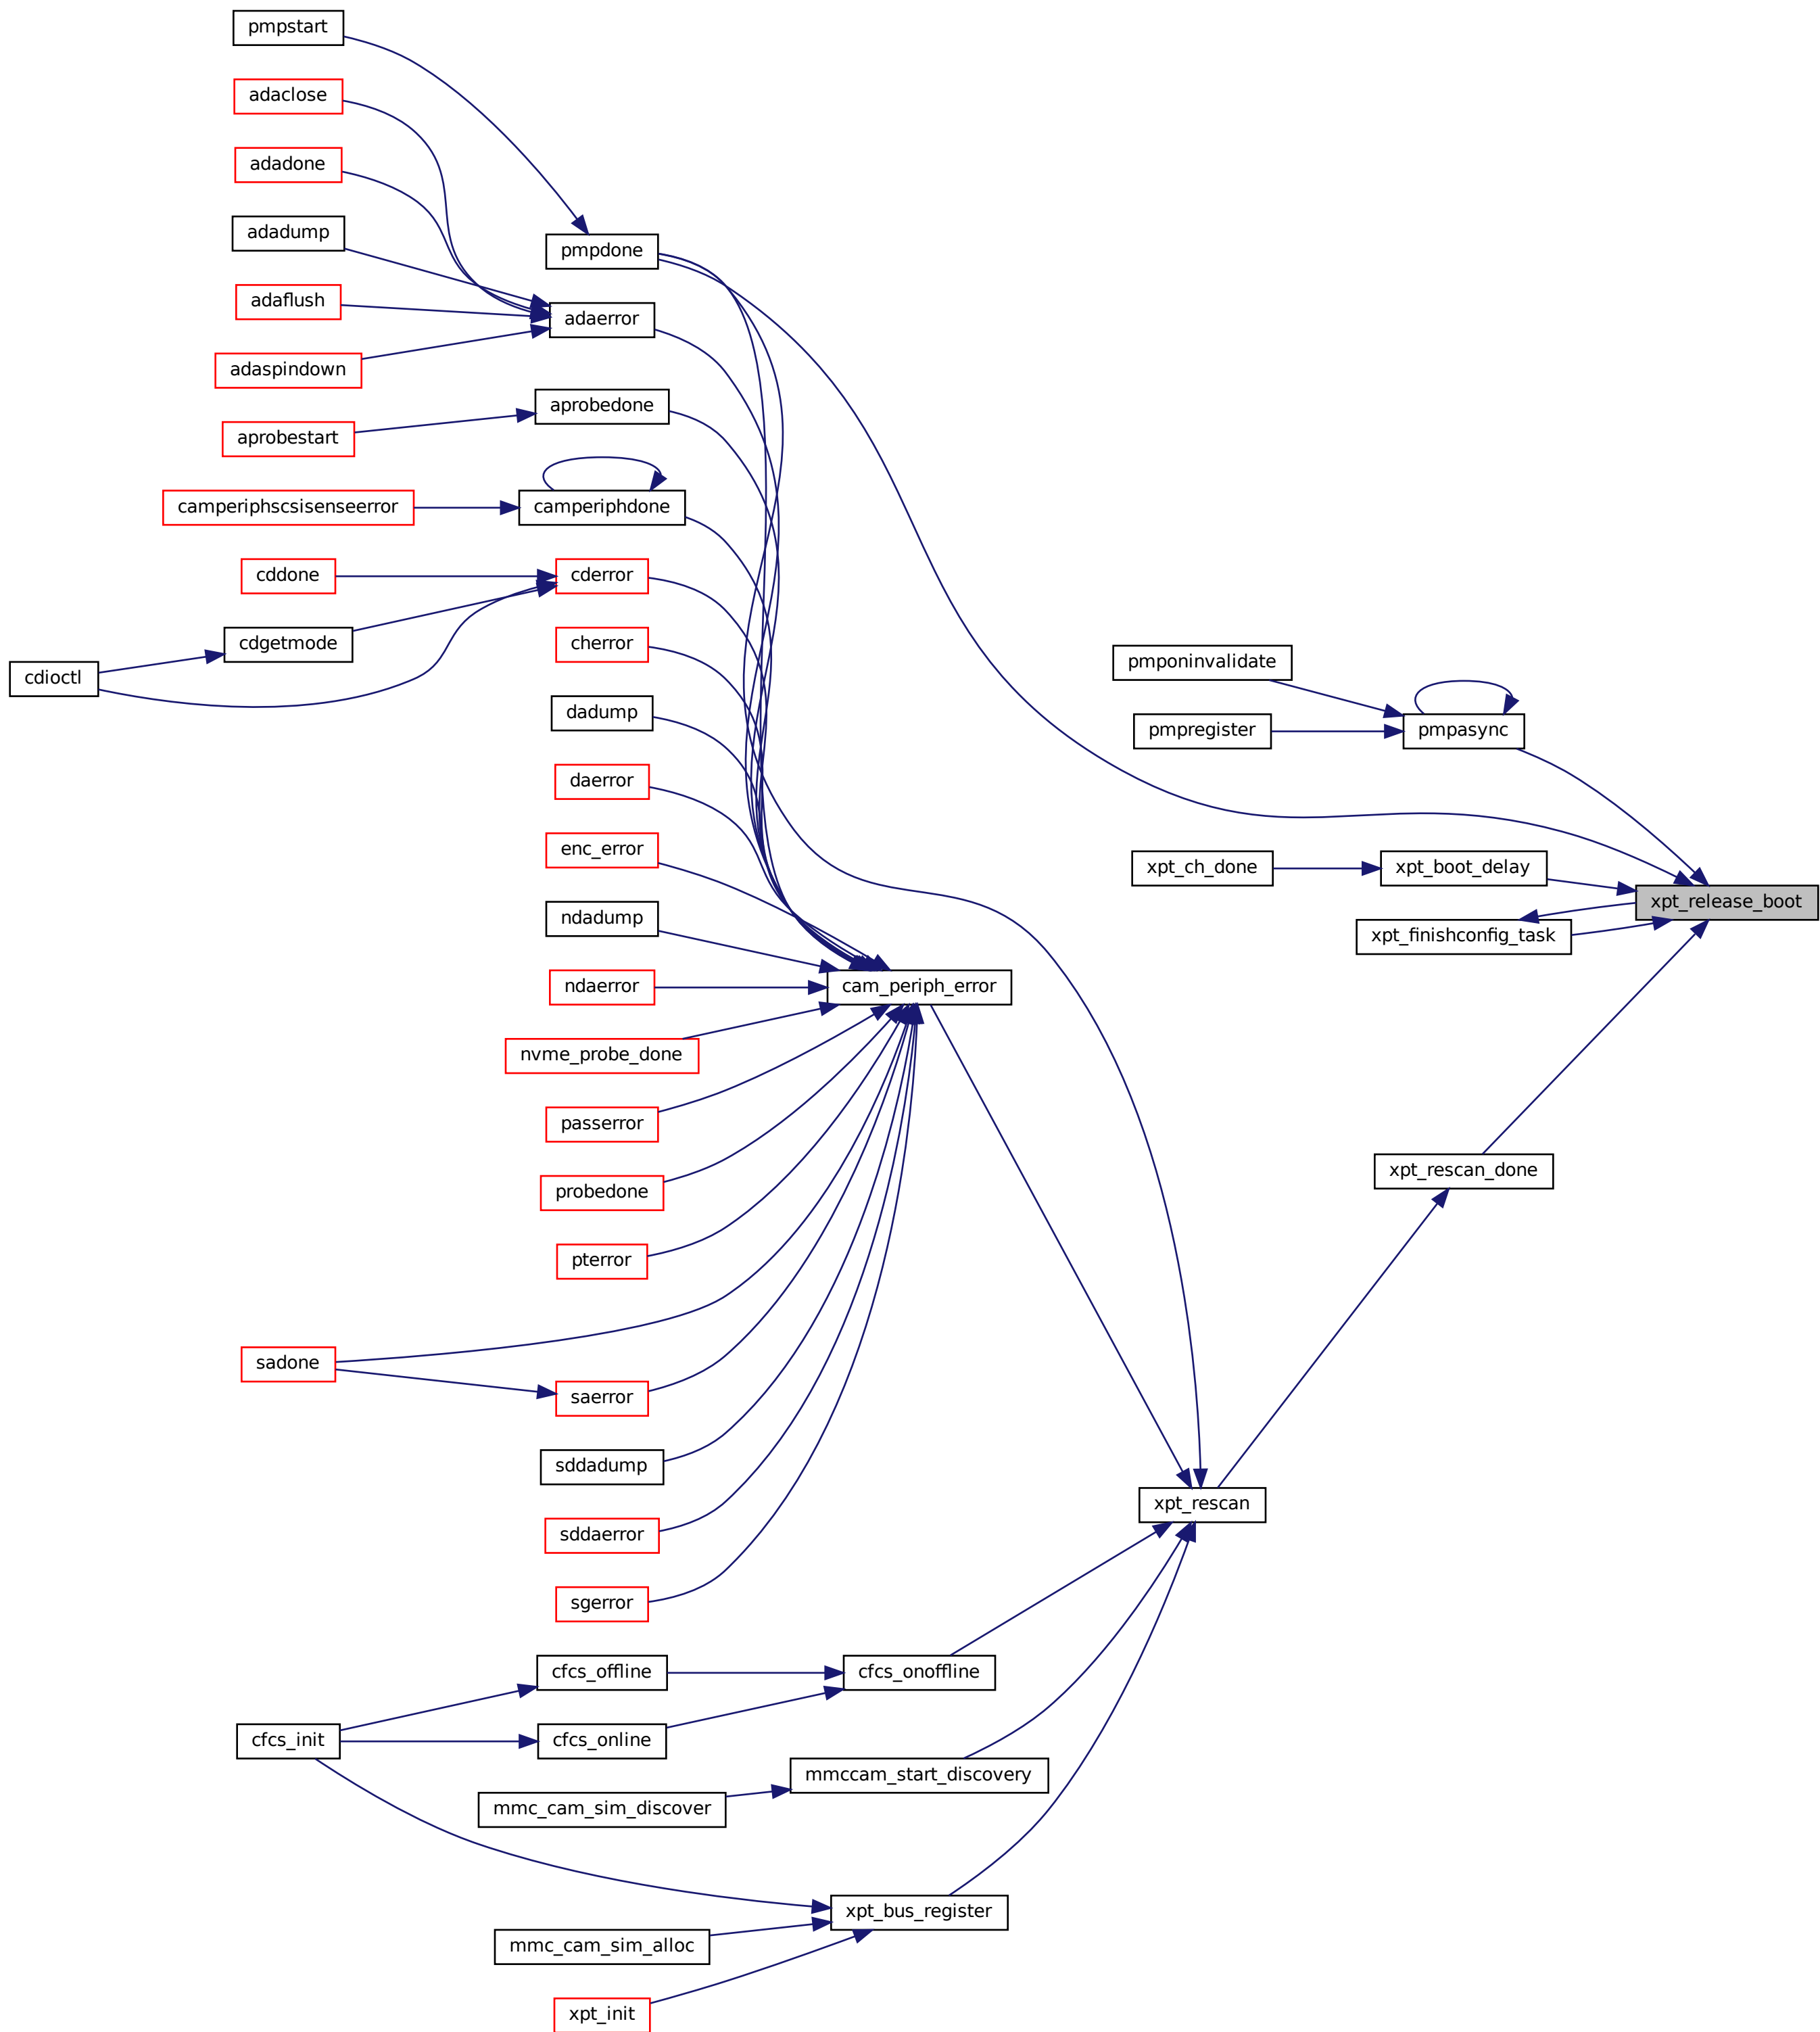 pmpstart
adaclose
adadone
adadump
adaflush
adaspindown
aprobestart
camperiphscsisenseerror
cddone
cdgetmode
cdioctl
sadone
cfcs_init
pmpdone
adaerror
aprobedone
camperiphdone
cderror
cherror
dadump
daerror
enc_error
ndadump
ndaerror
nvme_probe_done
passerror
probedone
pterror
saerror
sddadump
sddaerror
sgerror
cfcs_offline
cfcs_online
mmc_cam_sim_discover
mmc_cam_sim_alloc
xpt_init
cam_periph_error
cfcs_onoffline
mmccam_start_discovery
xpt_bus_register
pmponinvalidate
pmpregister
xpt_ch_done
xpt_rescan
pmpasync
xpt_boot_delay
xpt_finishconfig_task
xpt_rescan_done
xpt_release_boot